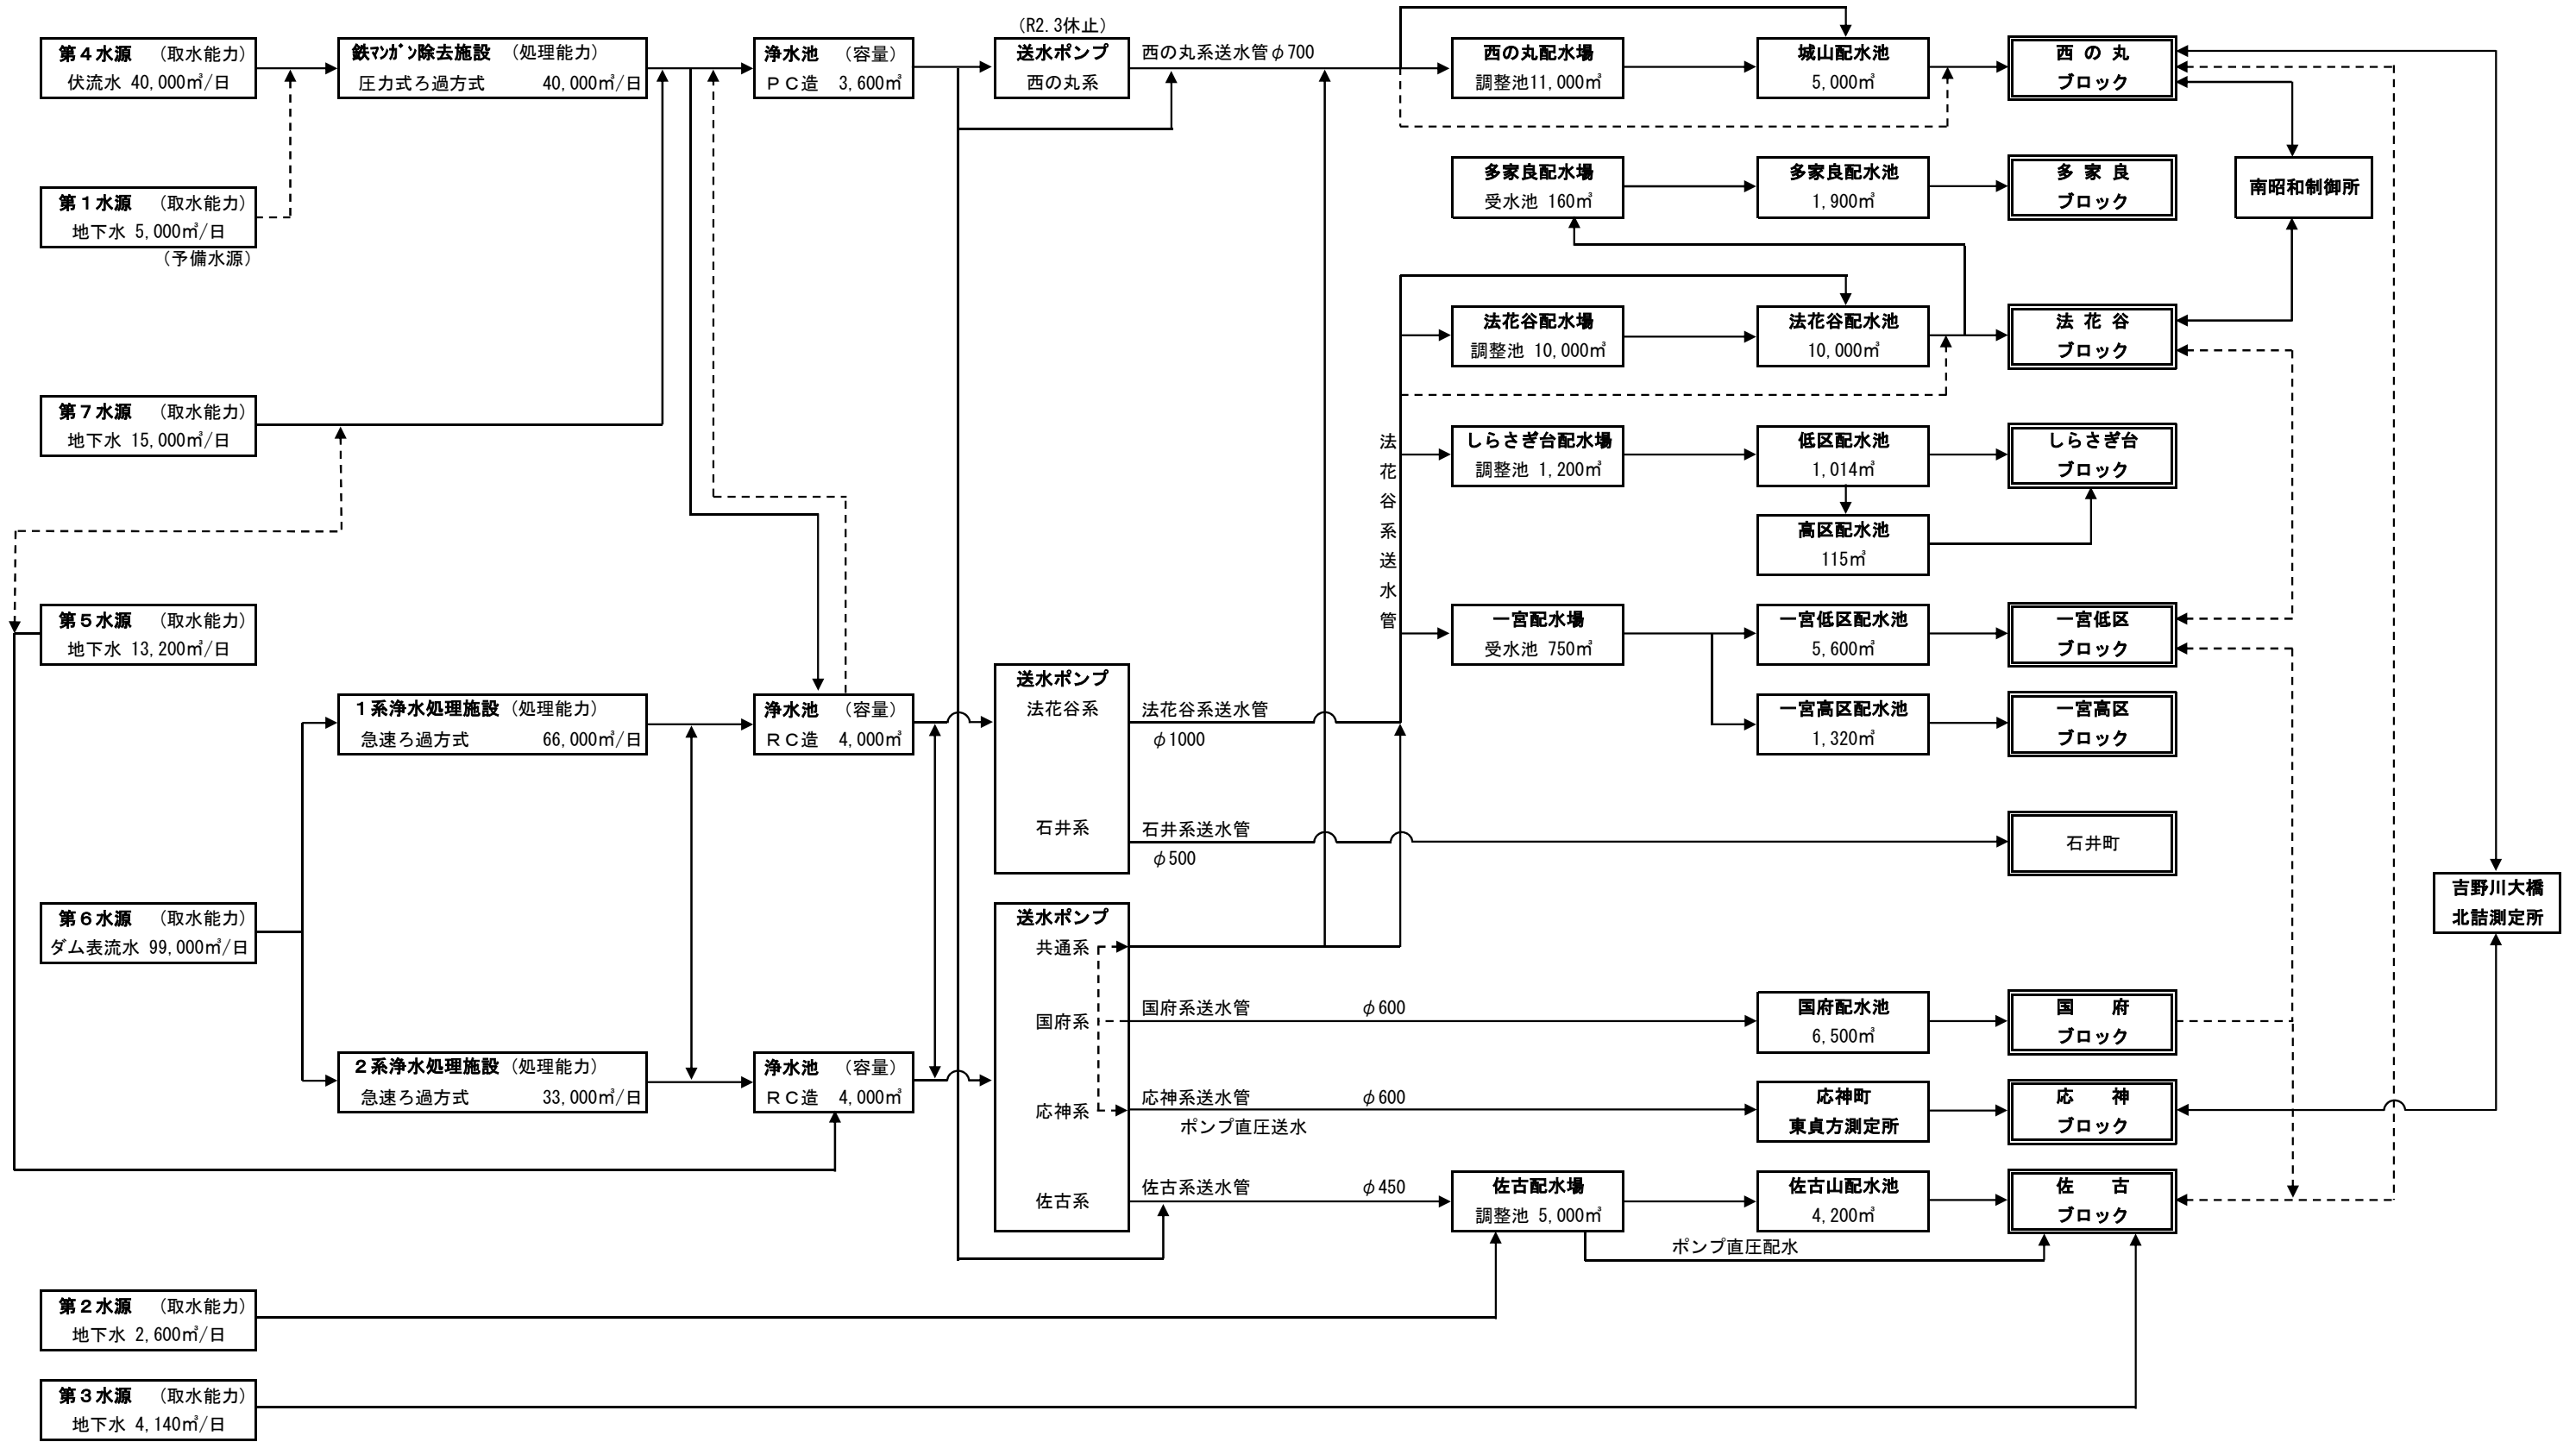 第４水源　（取水能力）
伏流水 40,000㎥/日
第１水源　（取水能力）
地下水 5,000㎥/日
（予備水源）
第７水源　（取水能力）
地下水 15,000㎥/日
第５水源　（取水能力）
地下水 13,200㎥/日
第６水源　（取水能力）
ダム表流水 99,000㎥/日
第２水源　（取水能力）
地下水 2,600㎥/日
第３水源　（取水能力）
地下水 4,140㎥/日
鉄ﾏﾝｶﾞﾝ除去施設　（処理能力）
圧力式ろ過方式　40,000㎥/日
１系浄水処理施設（処理能力）
急速ろ過方式　66,000㎥/日
２系浄水処理施設（処理能力）
急速ろ過方式　33,000㎥/日
浄水池　（容量）
ＰＣ造　3,600㎥
浄水池　（容量）
ＲＣ造　4,000㎥
浄水池　（容量）
ＲＣ造　4,000㎥
（R2.3休止）
送水ポンプ
西の丸系
送水ポンプ
法花谷系
石井系
送水ポンプ
共通系
国府系
応神系
佐古系
西の丸系送水管φ700
法花谷系送水管
φ1000
石井系送水管
φ500
国府系送水管　φ600
応神系送水管　φ600
ポンプ直圧送水
佐古系送水管　φ450
法花谷系送水管
西の丸配水場
調整池11,000㎥
多家良配水場
受水池 160㎥
法花谷配水場
調整池 10,000㎥
しらさぎ台配水場
調整池 1,200㎥
一宮配水場
受水池 750㎥
佐古配水場
調整池 5,000㎥
ポンプ直圧配水
城山配水池
5,000㎥
多家良配水池
1,900㎥
法花谷配水池
10,000㎥
低区配水池
1,014㎥
高区配水池
115㎥
一宮低区配水池
5,600㎥
一宮高区配水池
1,320㎥
国府配水池
6,500㎥
応神町
東貞方測定所
佐古山配水池
4,200㎥
西 の 丸
ブロック
多 家 良
ブロック
法 花 谷
ブロック
しらさぎ台
ブロック
一宮低区
ブロック
一宮高区
ブロック
石井町
国　　府
ブロック
応　　神
ブロック
佐　　古
ブロック
南昭和制御所
吉野川大橋
北詰測定所